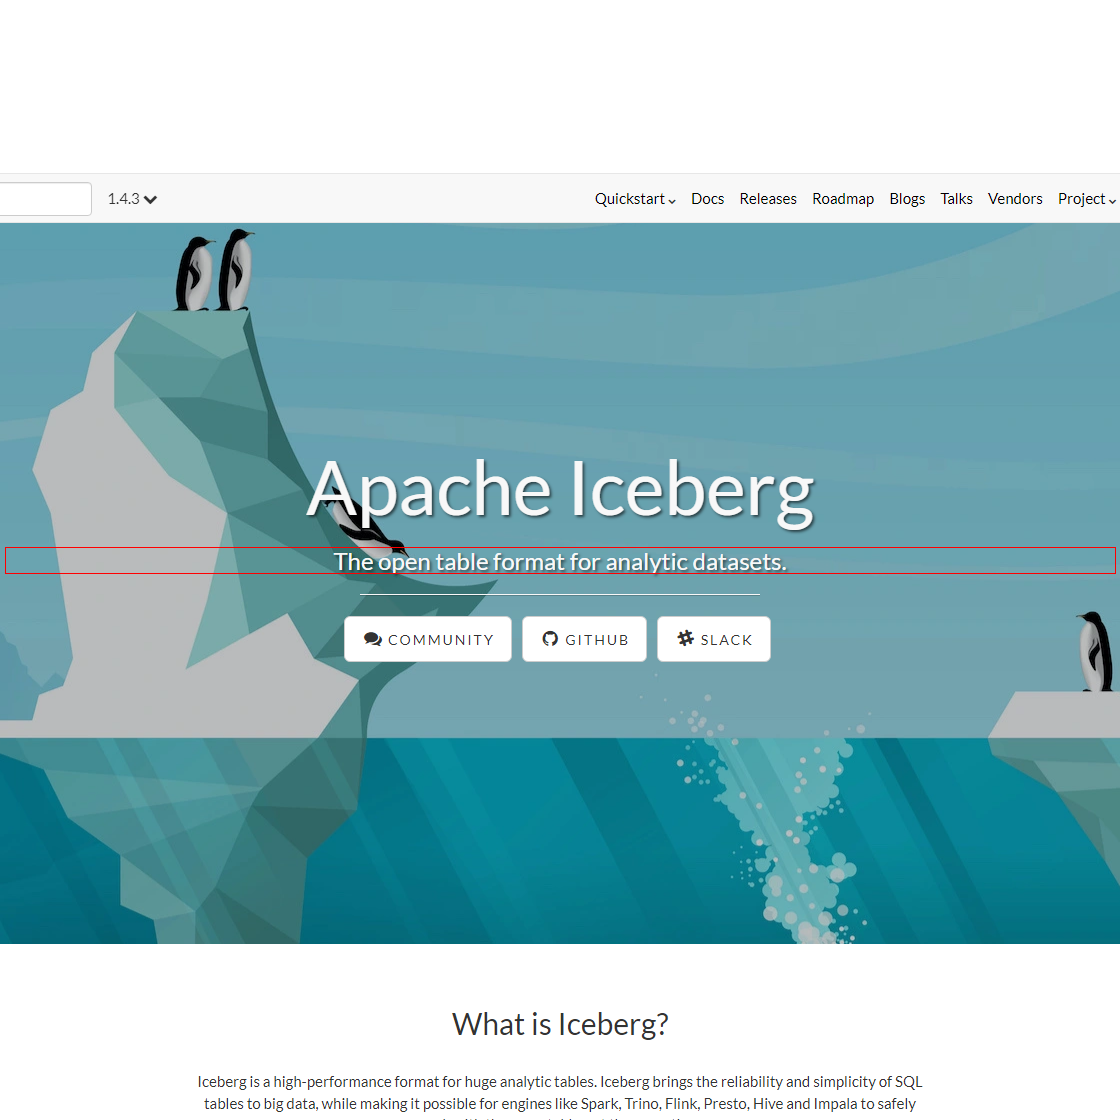 1.4.3 Quickstart Docs Releases Roadmap Blogs Talks Vendors Project
Apache Iceberg
The open table format for analytic datasets.
COMMUNITY GITHUB SLACK
What is Iceberg?
Iceberg is a high-performance format for huge analytic tables. Iceberg brings the reliability and simplicity of SQL
tables to big data, while making it possible for engines like Spark, Trino, Flink, Presto, Hive and Impala to safely